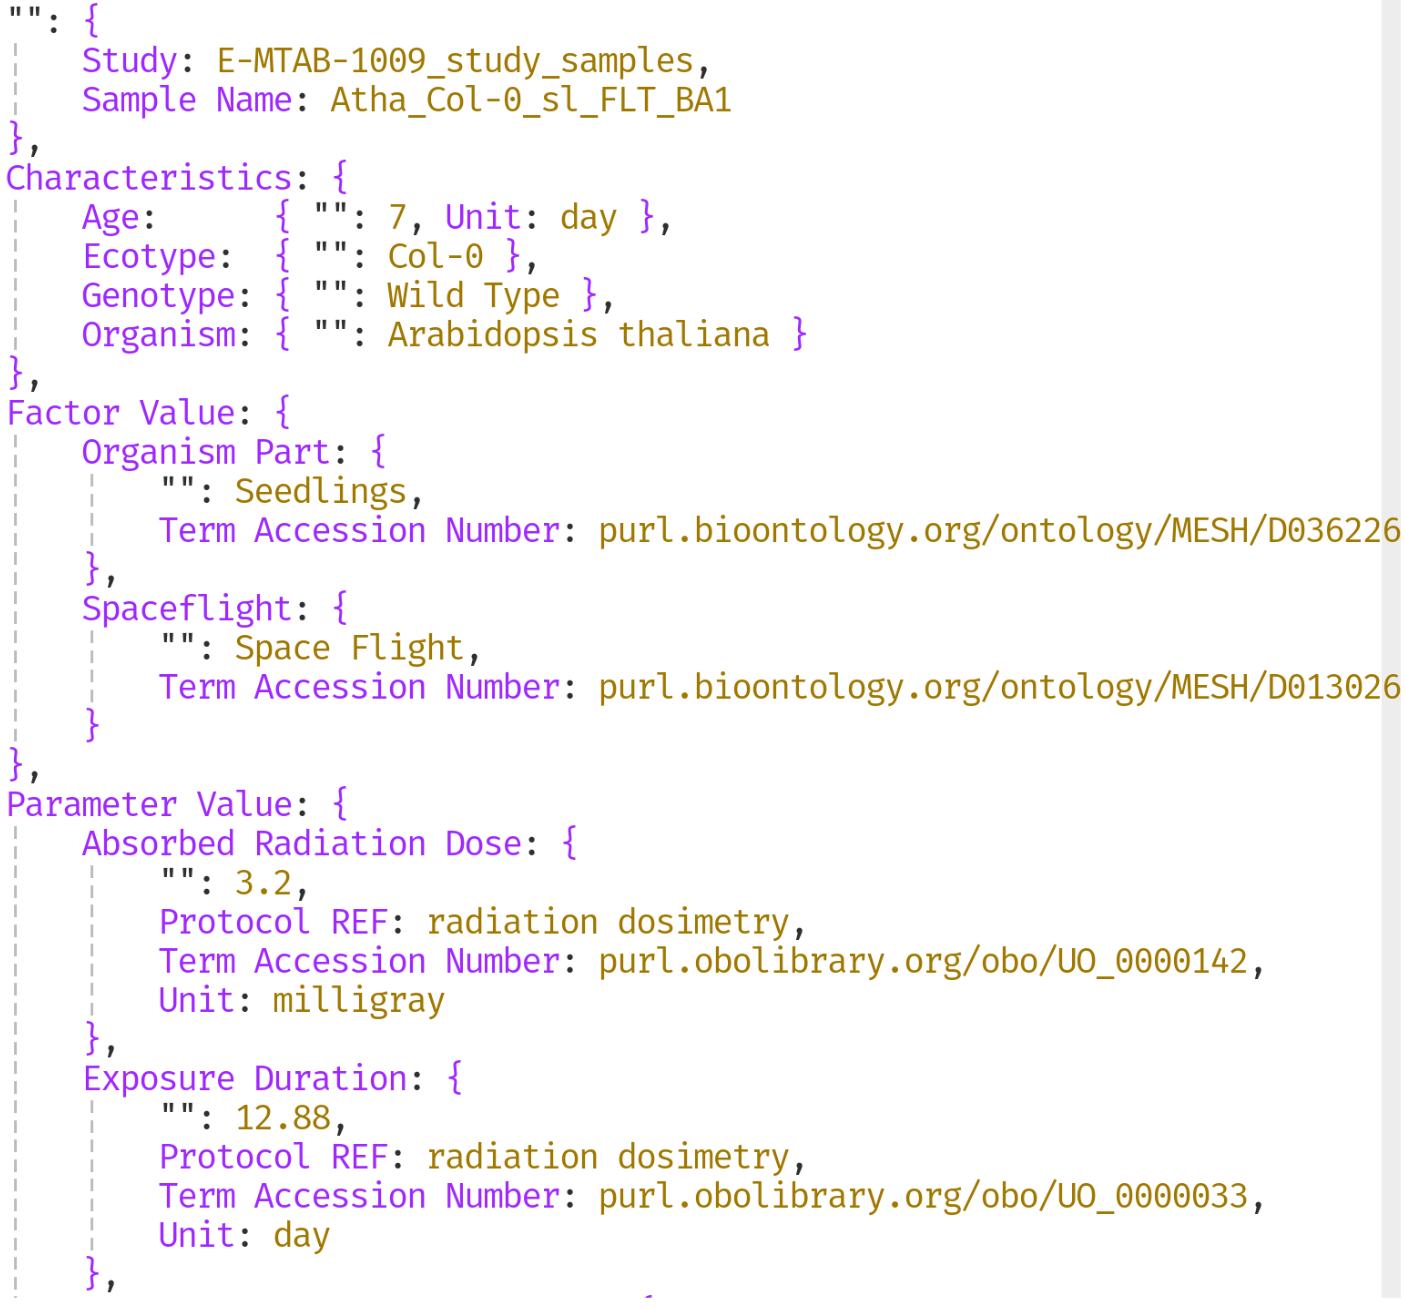 "": {
Study: E-MTAB-1009_study_samples,
Sample Name: Atha_Col-0_sl_FLT_BA1
},
Characteristics: {
Age: { "": 7, Unit: day },
Ecotype: { "": Col-0 },
Genotype: { "": Wild Type },
Organism: { "": Arabidopsis thaliana }
},
Factor Value: {
Organism Part: {
"": Seedlings,
Term Accession Number: purl.bioontology.org/ontology/MESH/D036226
},
Spaceflight: {
"": Space Flight,
Term Accession Number: purl.bioontology.org/ontology/MESH/D013026
}
},
Parameter Value: {
Absorbed Radiation Dose: {
"": 3.2,
Protocol REF: radiation dosimetry,
Term Accession Number: purl.obolibrary.org/obo/UO_0000142,
Unit: milligray
},
Exposure Duration: {
"": 12.88,
Protocol REF: radiation dosimetry,
Term Accession Number: purl.obolibrary.org/obo/UO_0000033,
Unit: day
},